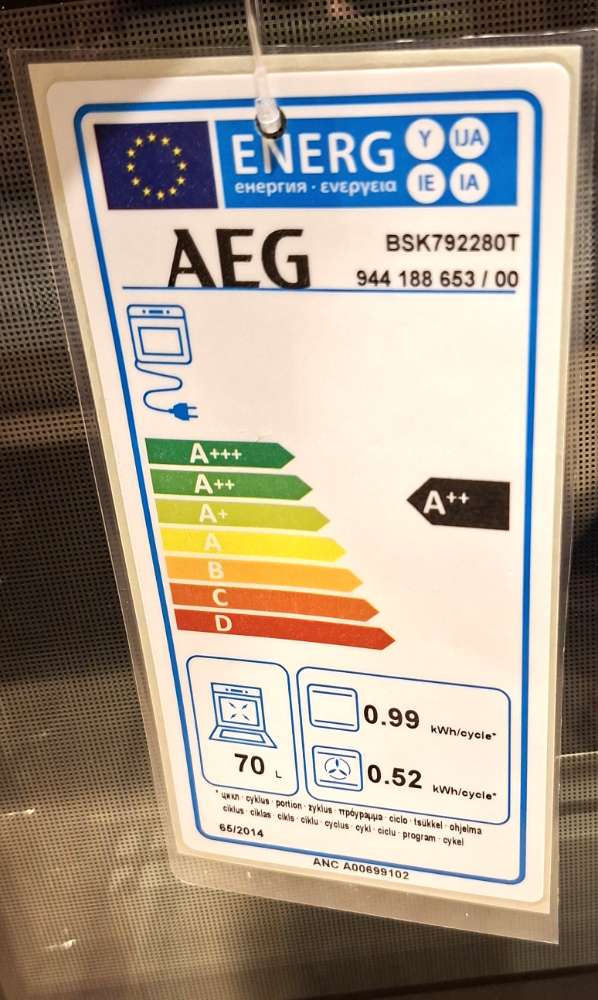 ENERG Y IJA
енергия · ενεργεια IE IA
AEG
BSK792280T
944 188 653 / 00
A+++
A++
A+
A
B
C
D
A++
70 L
0.99 kWh/cycle*
0.52 kWh/cycle*
* цикл · cyklus · portion · zyklus · πρόγραμμα · ciclo · tsükkel · ohjelma
ciklus · ciklas · cikls · ciklu · cyclus · cykl · ciclu · program · cykel
65/2014
ANC A00699102